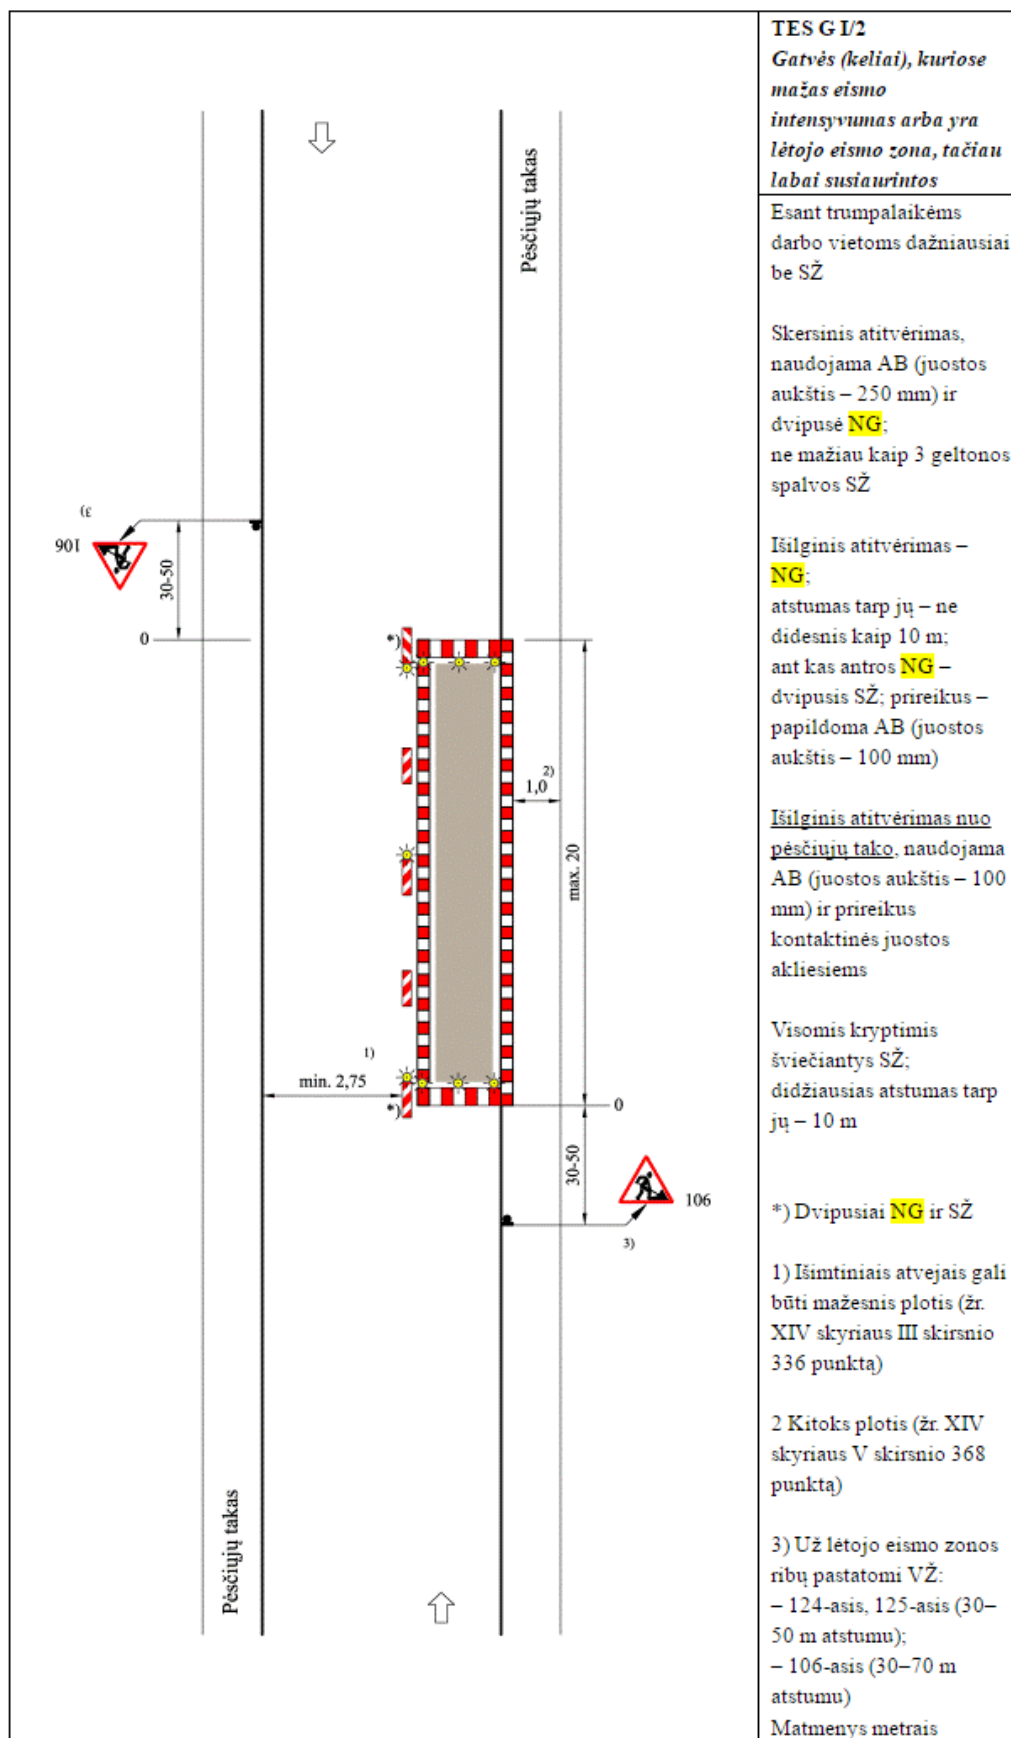 TES G I/2
Gatvės (keliai), kuriose
mažas eismo
intensyvumas arba yra
lėtojo eismo zona, tačiau
labai susiaurintos
Esant trumpalaikėms
darbo vietoms dažniausiai
be SŽ
Skersinis atitvėrimas,
naudojama AB (juostos
aukštis – 250 mm) ir
dvipusė NG;
ne mažiau kaip 3 geltonos
spalvos SŽ
Išilginis atitvėrimas –
NG;
atstumas tarp jų – ne
didesnis kaip 10 m;
ant kas antros NG –
dvipusis SŽ; prireikus –
papildoma AB (juostos
aukštis – 100 mm)
Išilginis atitvėrimas nuo
pėsčiųjų tako, naudojama
AB (juostos aukštis – 100
mm) ir prireikus
kontaktinės juostos
akliesiems
Visomis kryptimis
šviečiantys SŽ;
didžiausias atstumas tarp
jų – 10 m
*) Dvipusiai NG ir SŽ
1) Išimtiniais atvejais gali
būti mažesnis plotis (žr.
XIV skyriaus III skirsnio
336 punktą)
2 Kitoks plotis (žr. XIV
skyriaus V skirsnio 368
punktą)
3) Už lėtojo eismo zonos
ribų pastatomi VŽ:
– 124-asis, 125-asis (30–
50 m atstumu);
– 106-asis (30–70 m
atstumu)
Matmenys metrais
Pėsčiųjų takas
3)
106
30-50
0
*)
2)
1,0
max. 20
1)
min. 2,75
*)
0
30-50
106
3)
Pėsčiųjų takas